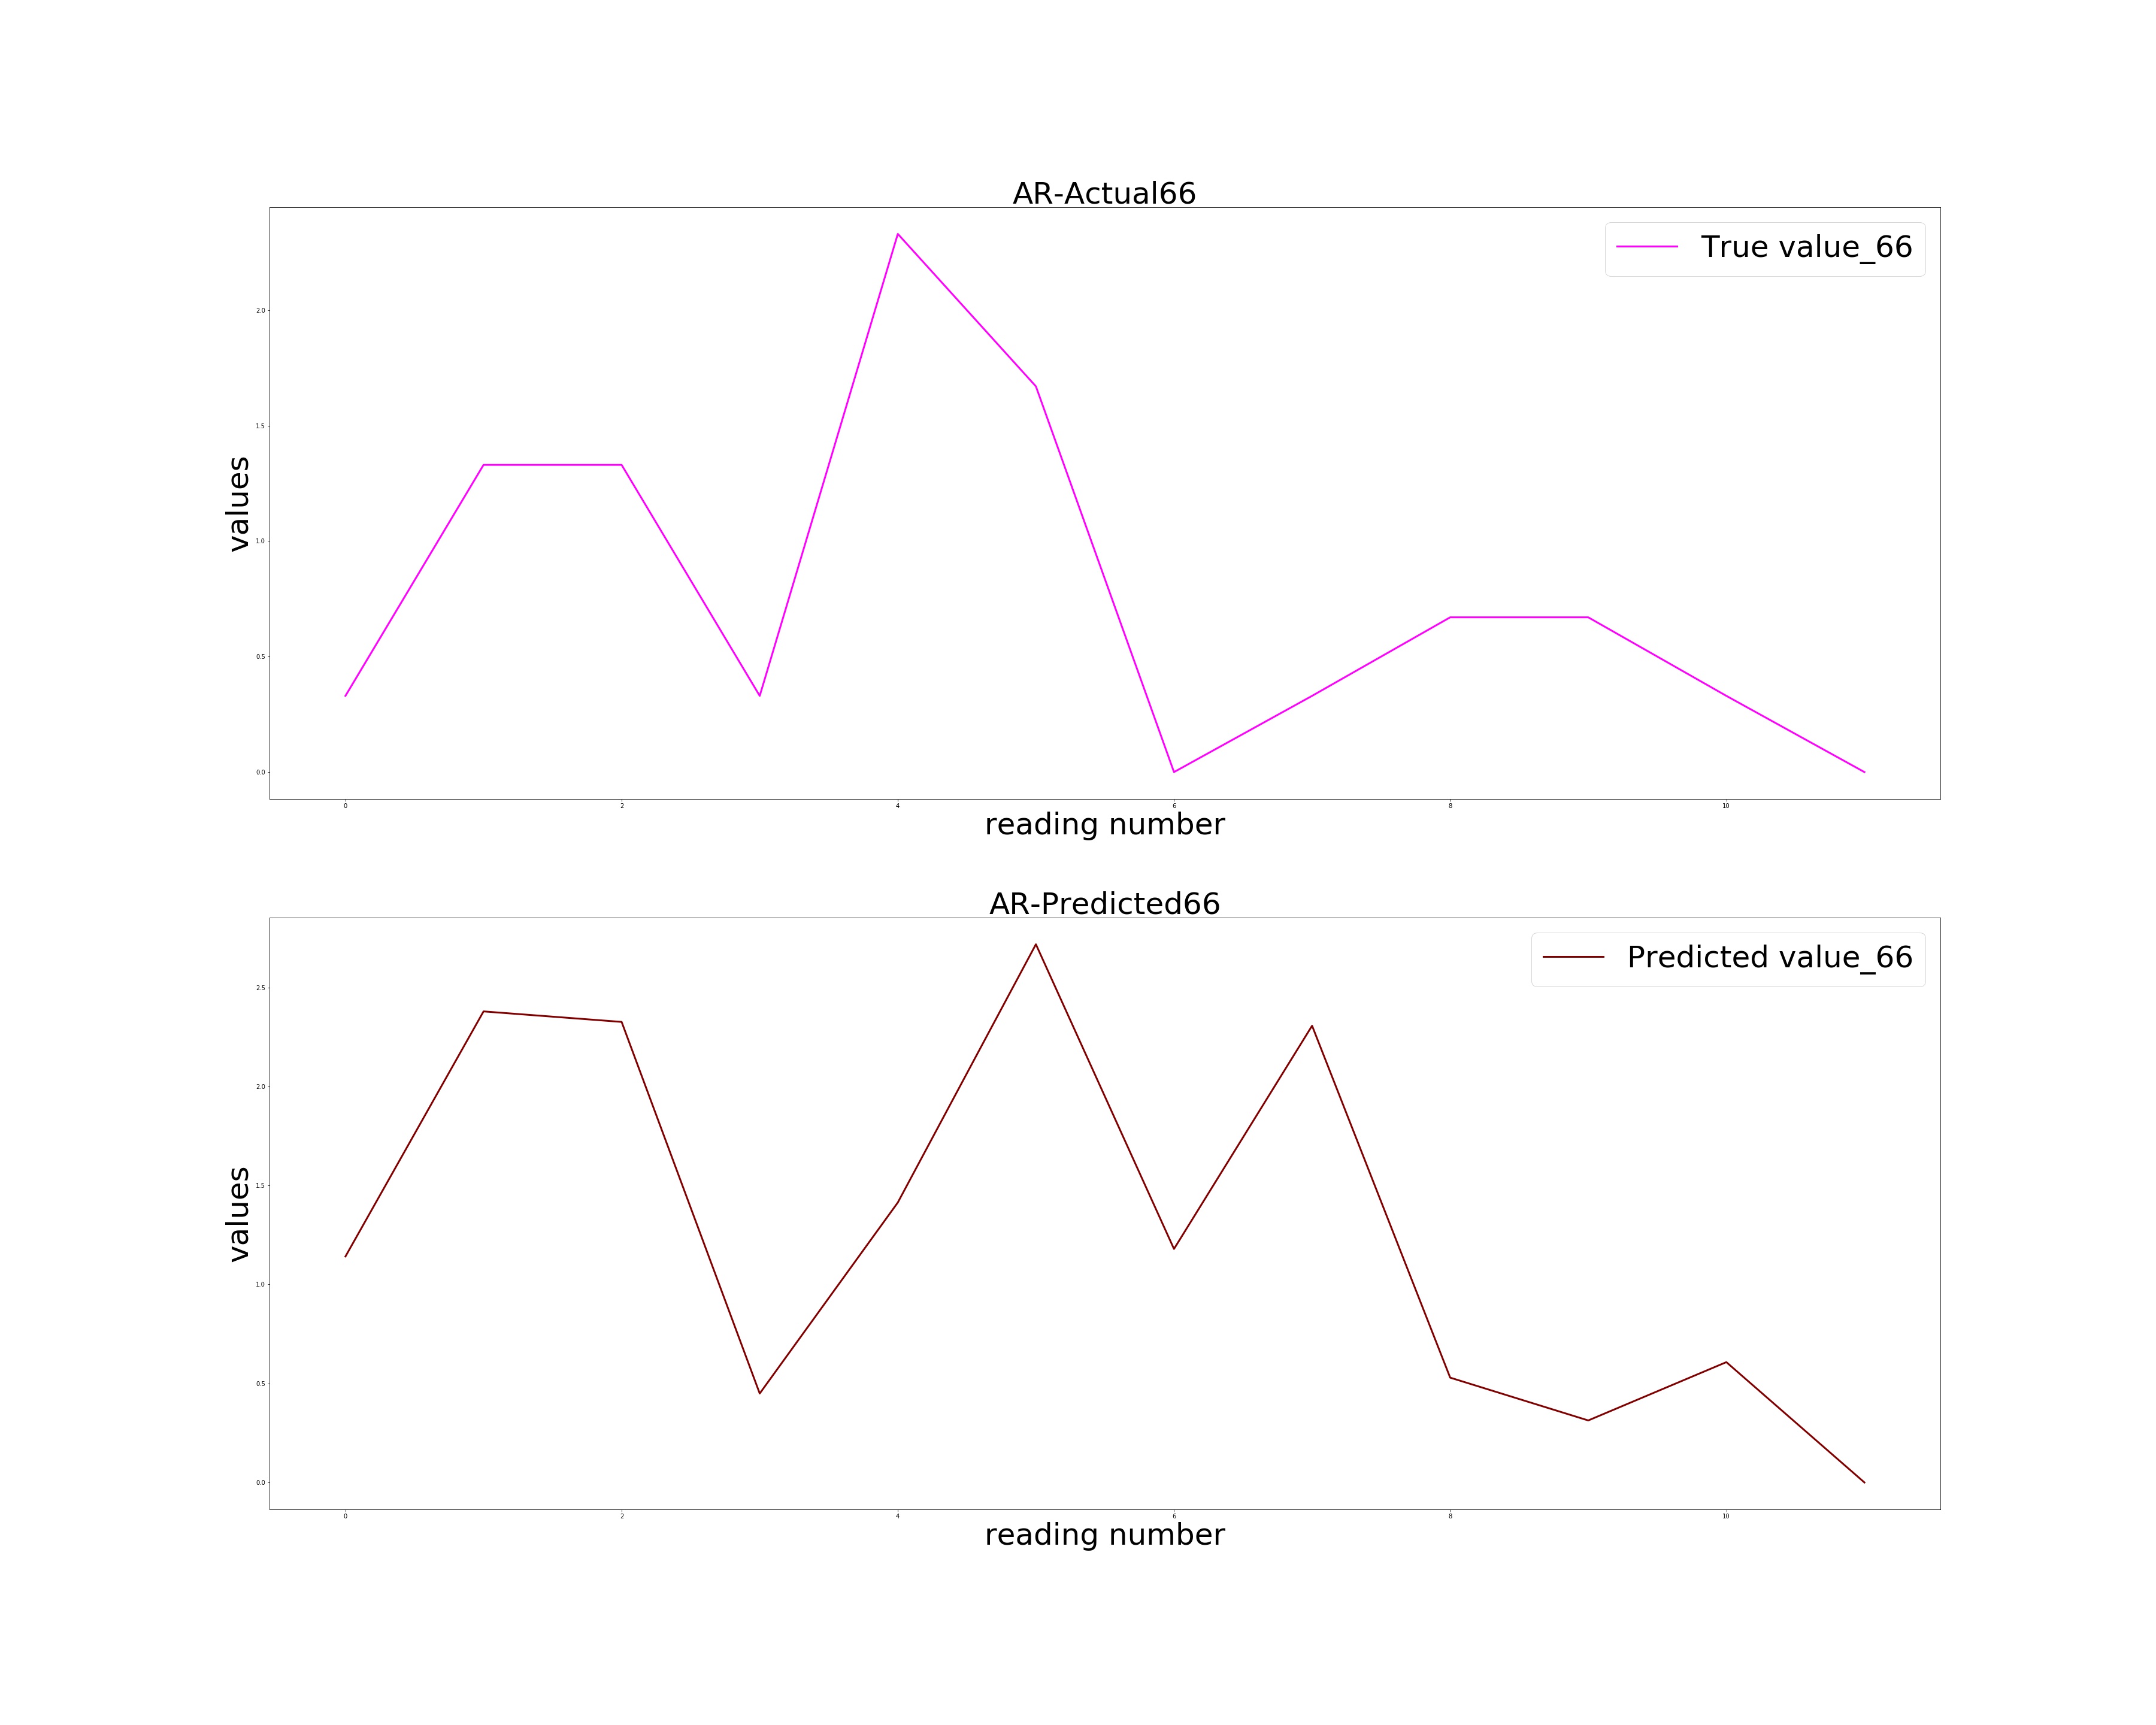 AR-Actual66
True value_66
2.0
1.5
1.0
0.5
0.0
values
0 2 4 6 8 10
reading number
AR-Predicted66
Predicted value_66
2.5
2.0
1.5
1.0
0.5
0.0
values
0 2 4 6 8 10
reading number